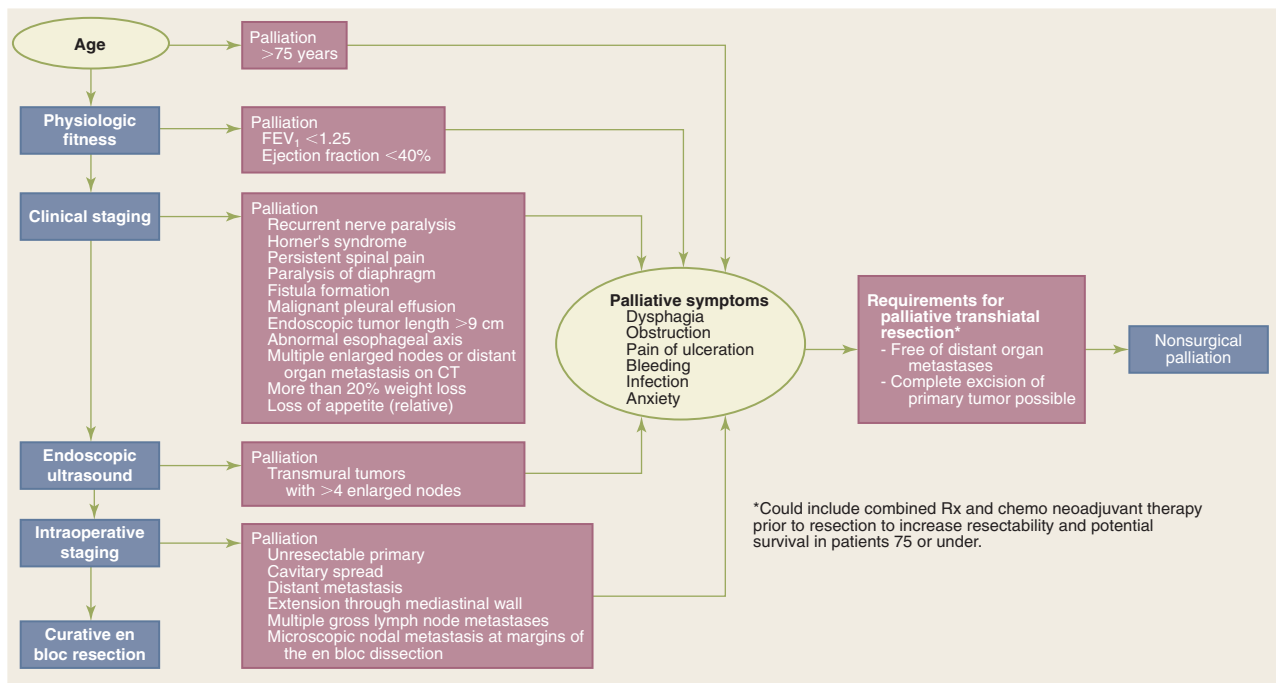 Age
Palliation
>75 years
Physiologic
fitness
Palliation
FEV₁ <1.25
Ejection fraction <40%
Clinical staging
Palliation
Recurrent nerve paralysis
Horner's syndrome
Persistent spinal pain
Paralysis of diaphragm
Fistula formation
Malignant pleural effusion
Endoscopic tumor length >9 cm
Abnormal esophageal axis
Multiple enlarged nodes or distant
organ metastasis on CT
More than 20% weight loss
Loss of appetite (relative)
Endoscopic
ultrasound
Palliation
Transmural tumors
with >4 enlarged nodes
Intraoperative
staging
Palliation
Unresectable primary
Cavitary spread
Distant metastasis
Extension through mediastinal wall
Multiple gross lymph node metastases
Microscopic nodal metastasis at margins of
the en bloc dissection
Curative en
bloc resection
Palliative symptoms
Dysphagia
Obstruction
Pain of ulceration
Bleeding
Infection
Anxiety
Requirements for
palliative transhiatal
resection*
- Free of distant organ
metastases
- Complete excision of
primary tumor possible
Nonsurgical
palliation
*Could include combined Rx and chemo neoadjuvant therapy
prior to resection to increase resectability and potential
survival in patients 75 or under.